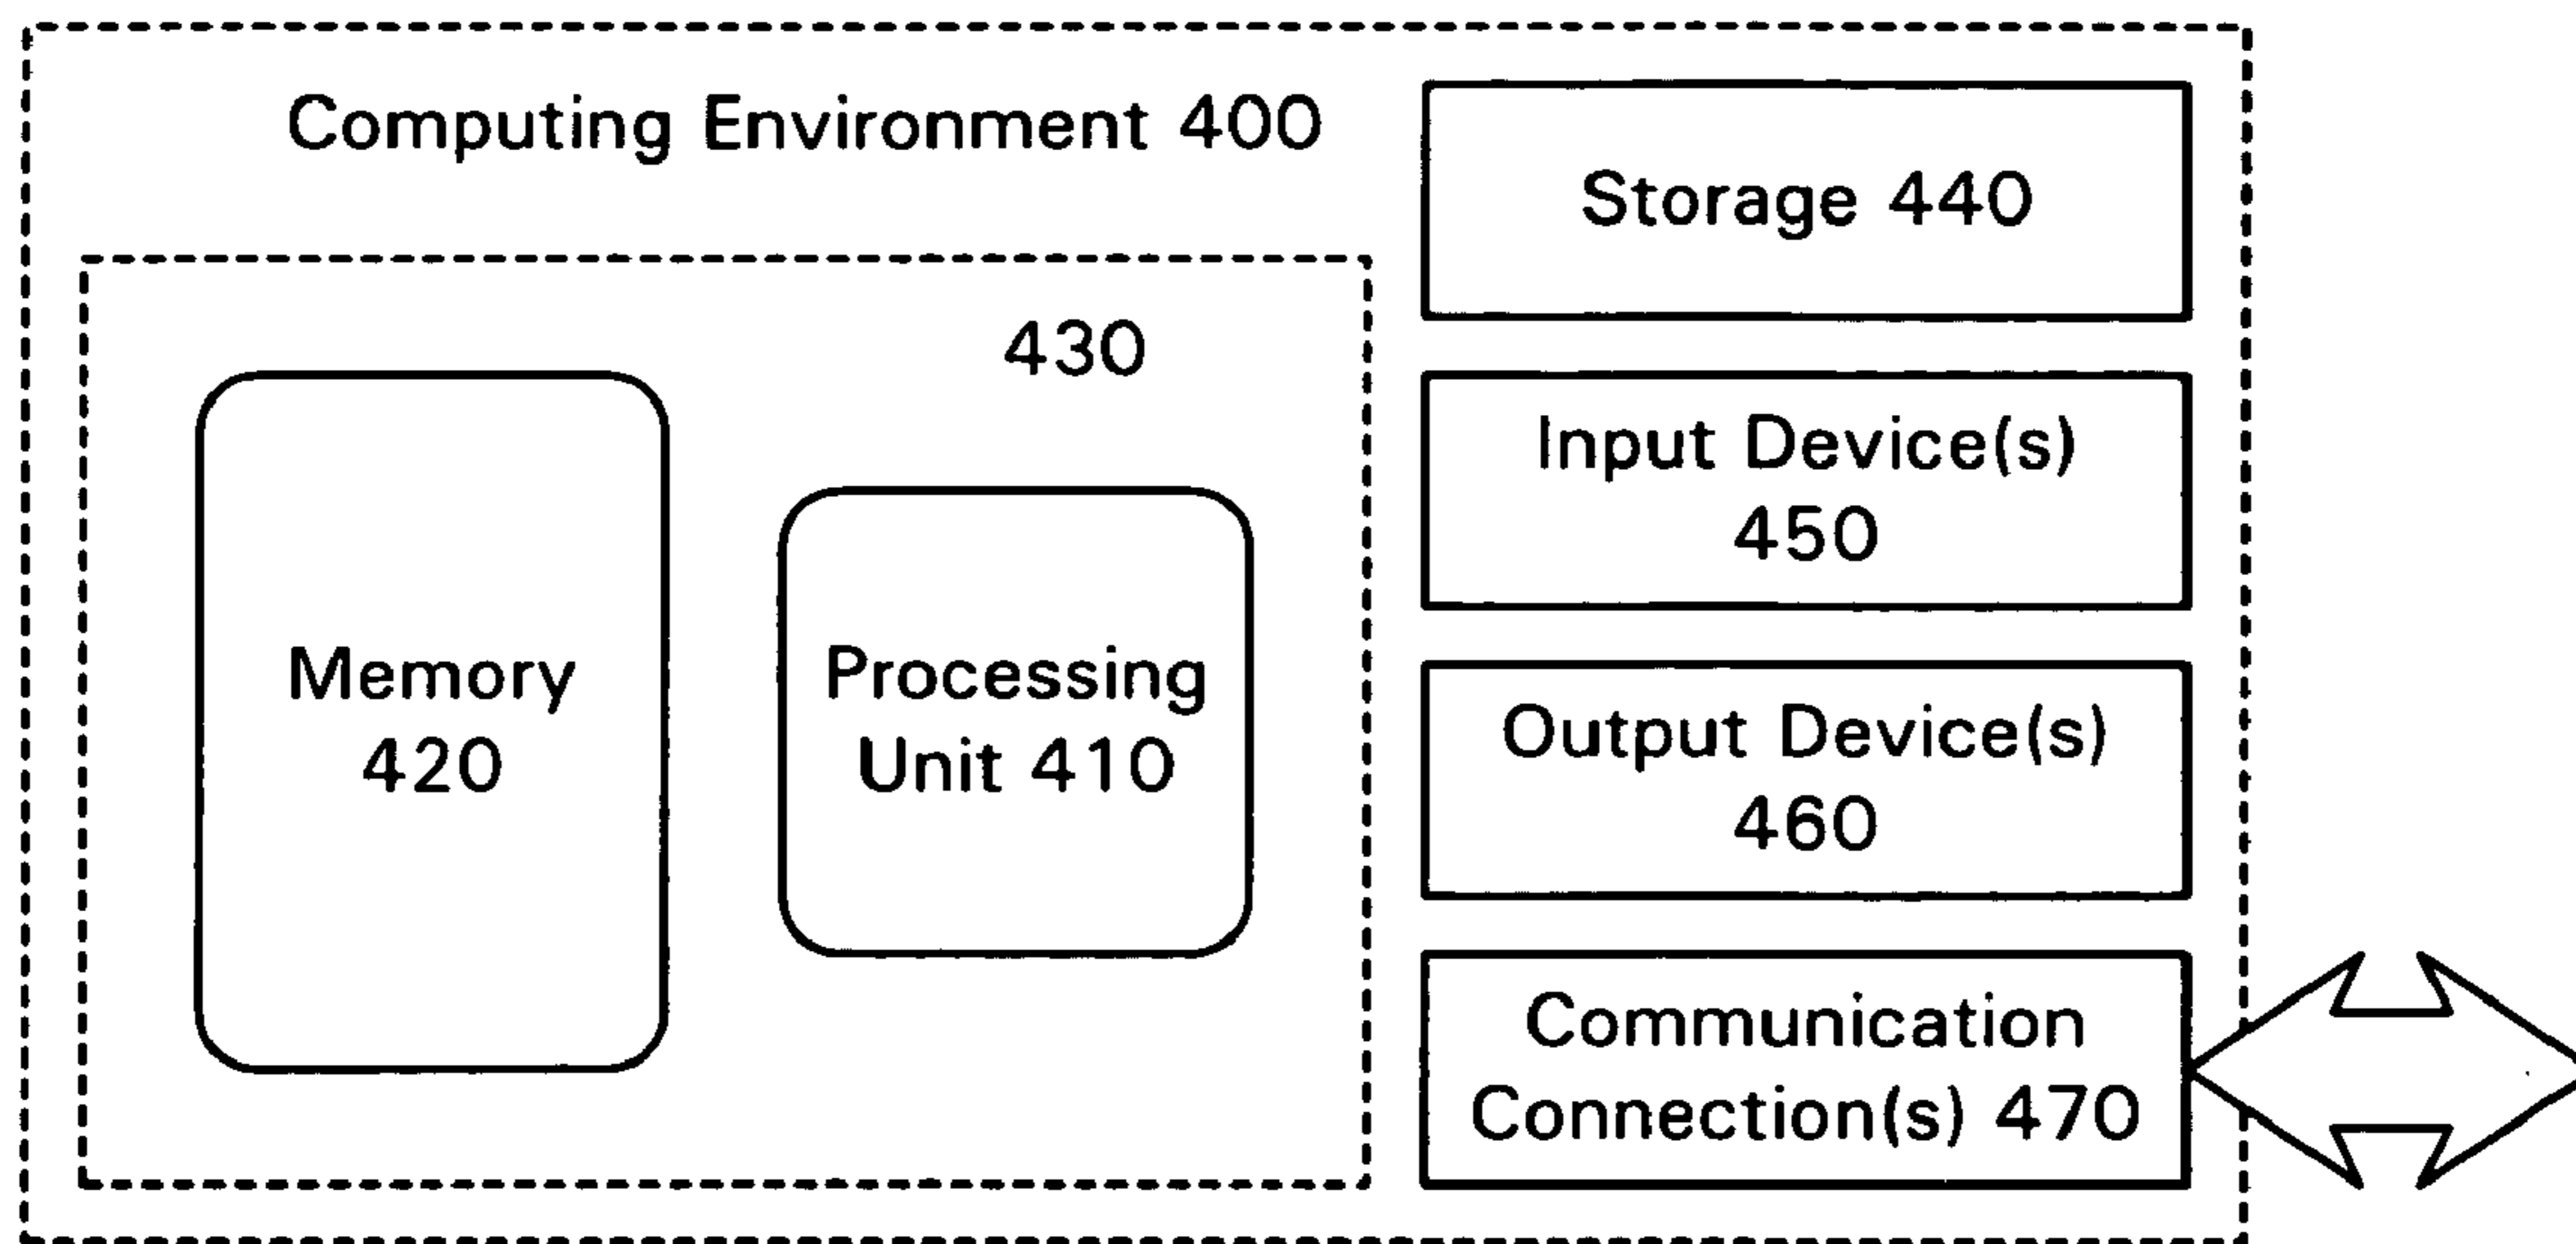 Computing Environment 400
Storage 440
430
Input Device(s)
450
Memory
420
Processing
Unit 410
Output Device(s)
460
Communication
Connection(s) 470